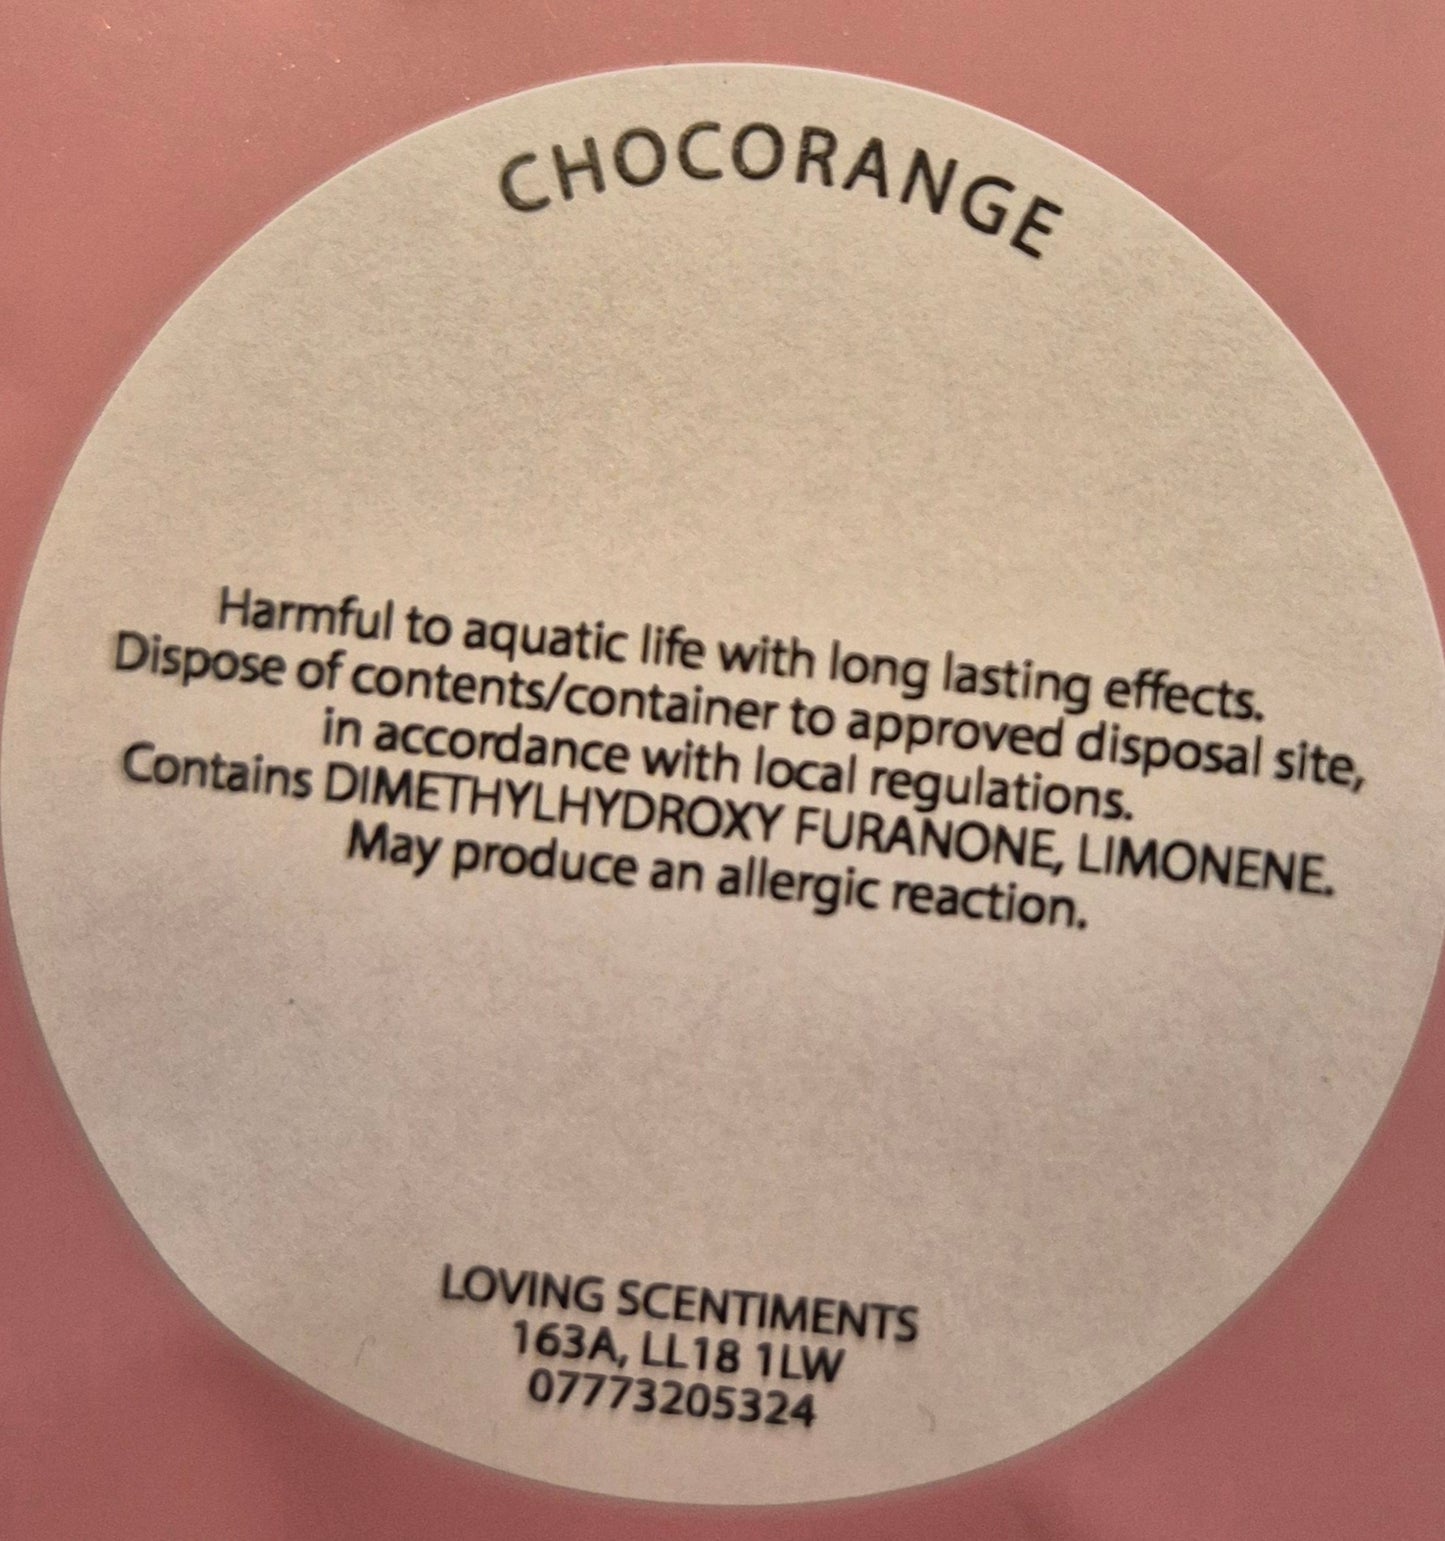 CHOCORANGE
Harmful to aquatic life with long lasting effects.
Dispose of contents/container to approved disposal site,
in accordance with local regulations.
Contains DIMETHYLHYDROXY FURANONE, LIMONENE.
May produce an allergic reaction.
LOVING SCENTIMENTS
163A, LL18 1LW
07773205324